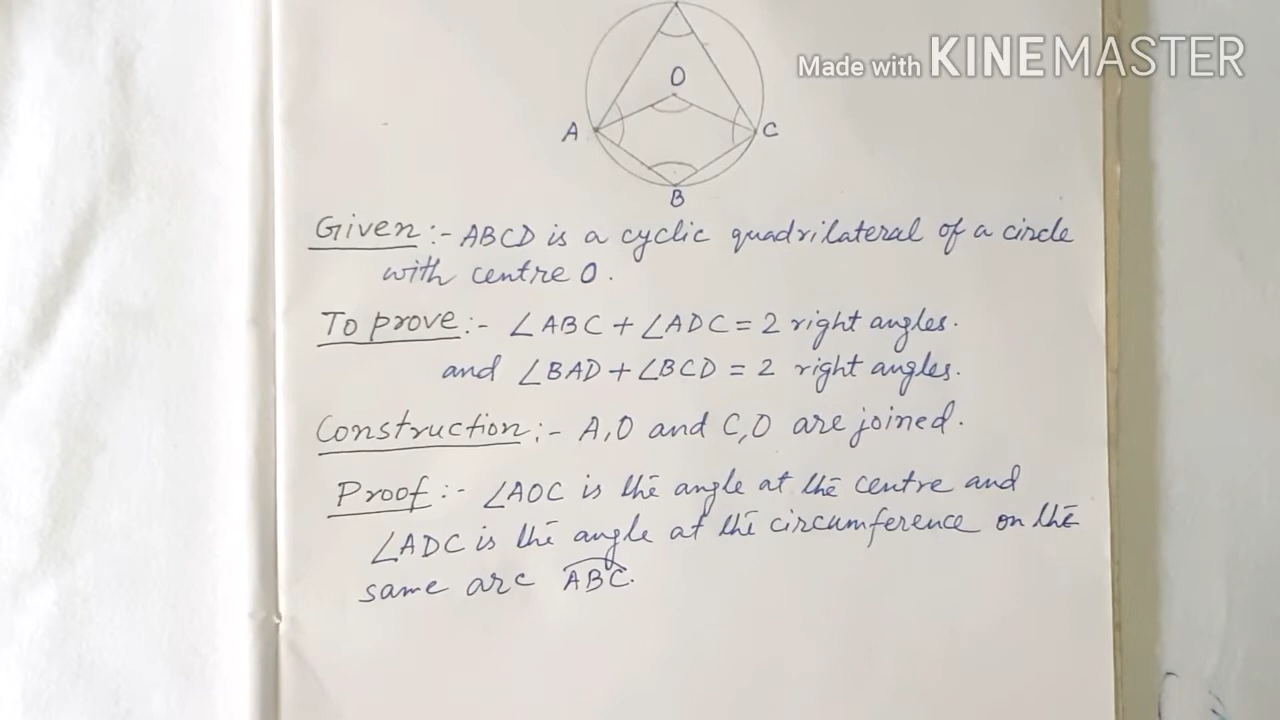 Made with KINEMASTER
O
A
C
B
Given:- ABCD is a cyclic quadrilateral of a circle
with centre O.
To prove:- ∠ABC + ∠ADC = 2 right angles.
and ∠BAD + ∠BCD = 2 right angles.
Construction:- A,O and C,O are joined.
Proof:- ∠AOC is the angle at the centre and
∠ADC is the angle at the circumference on the
same arc ABC.